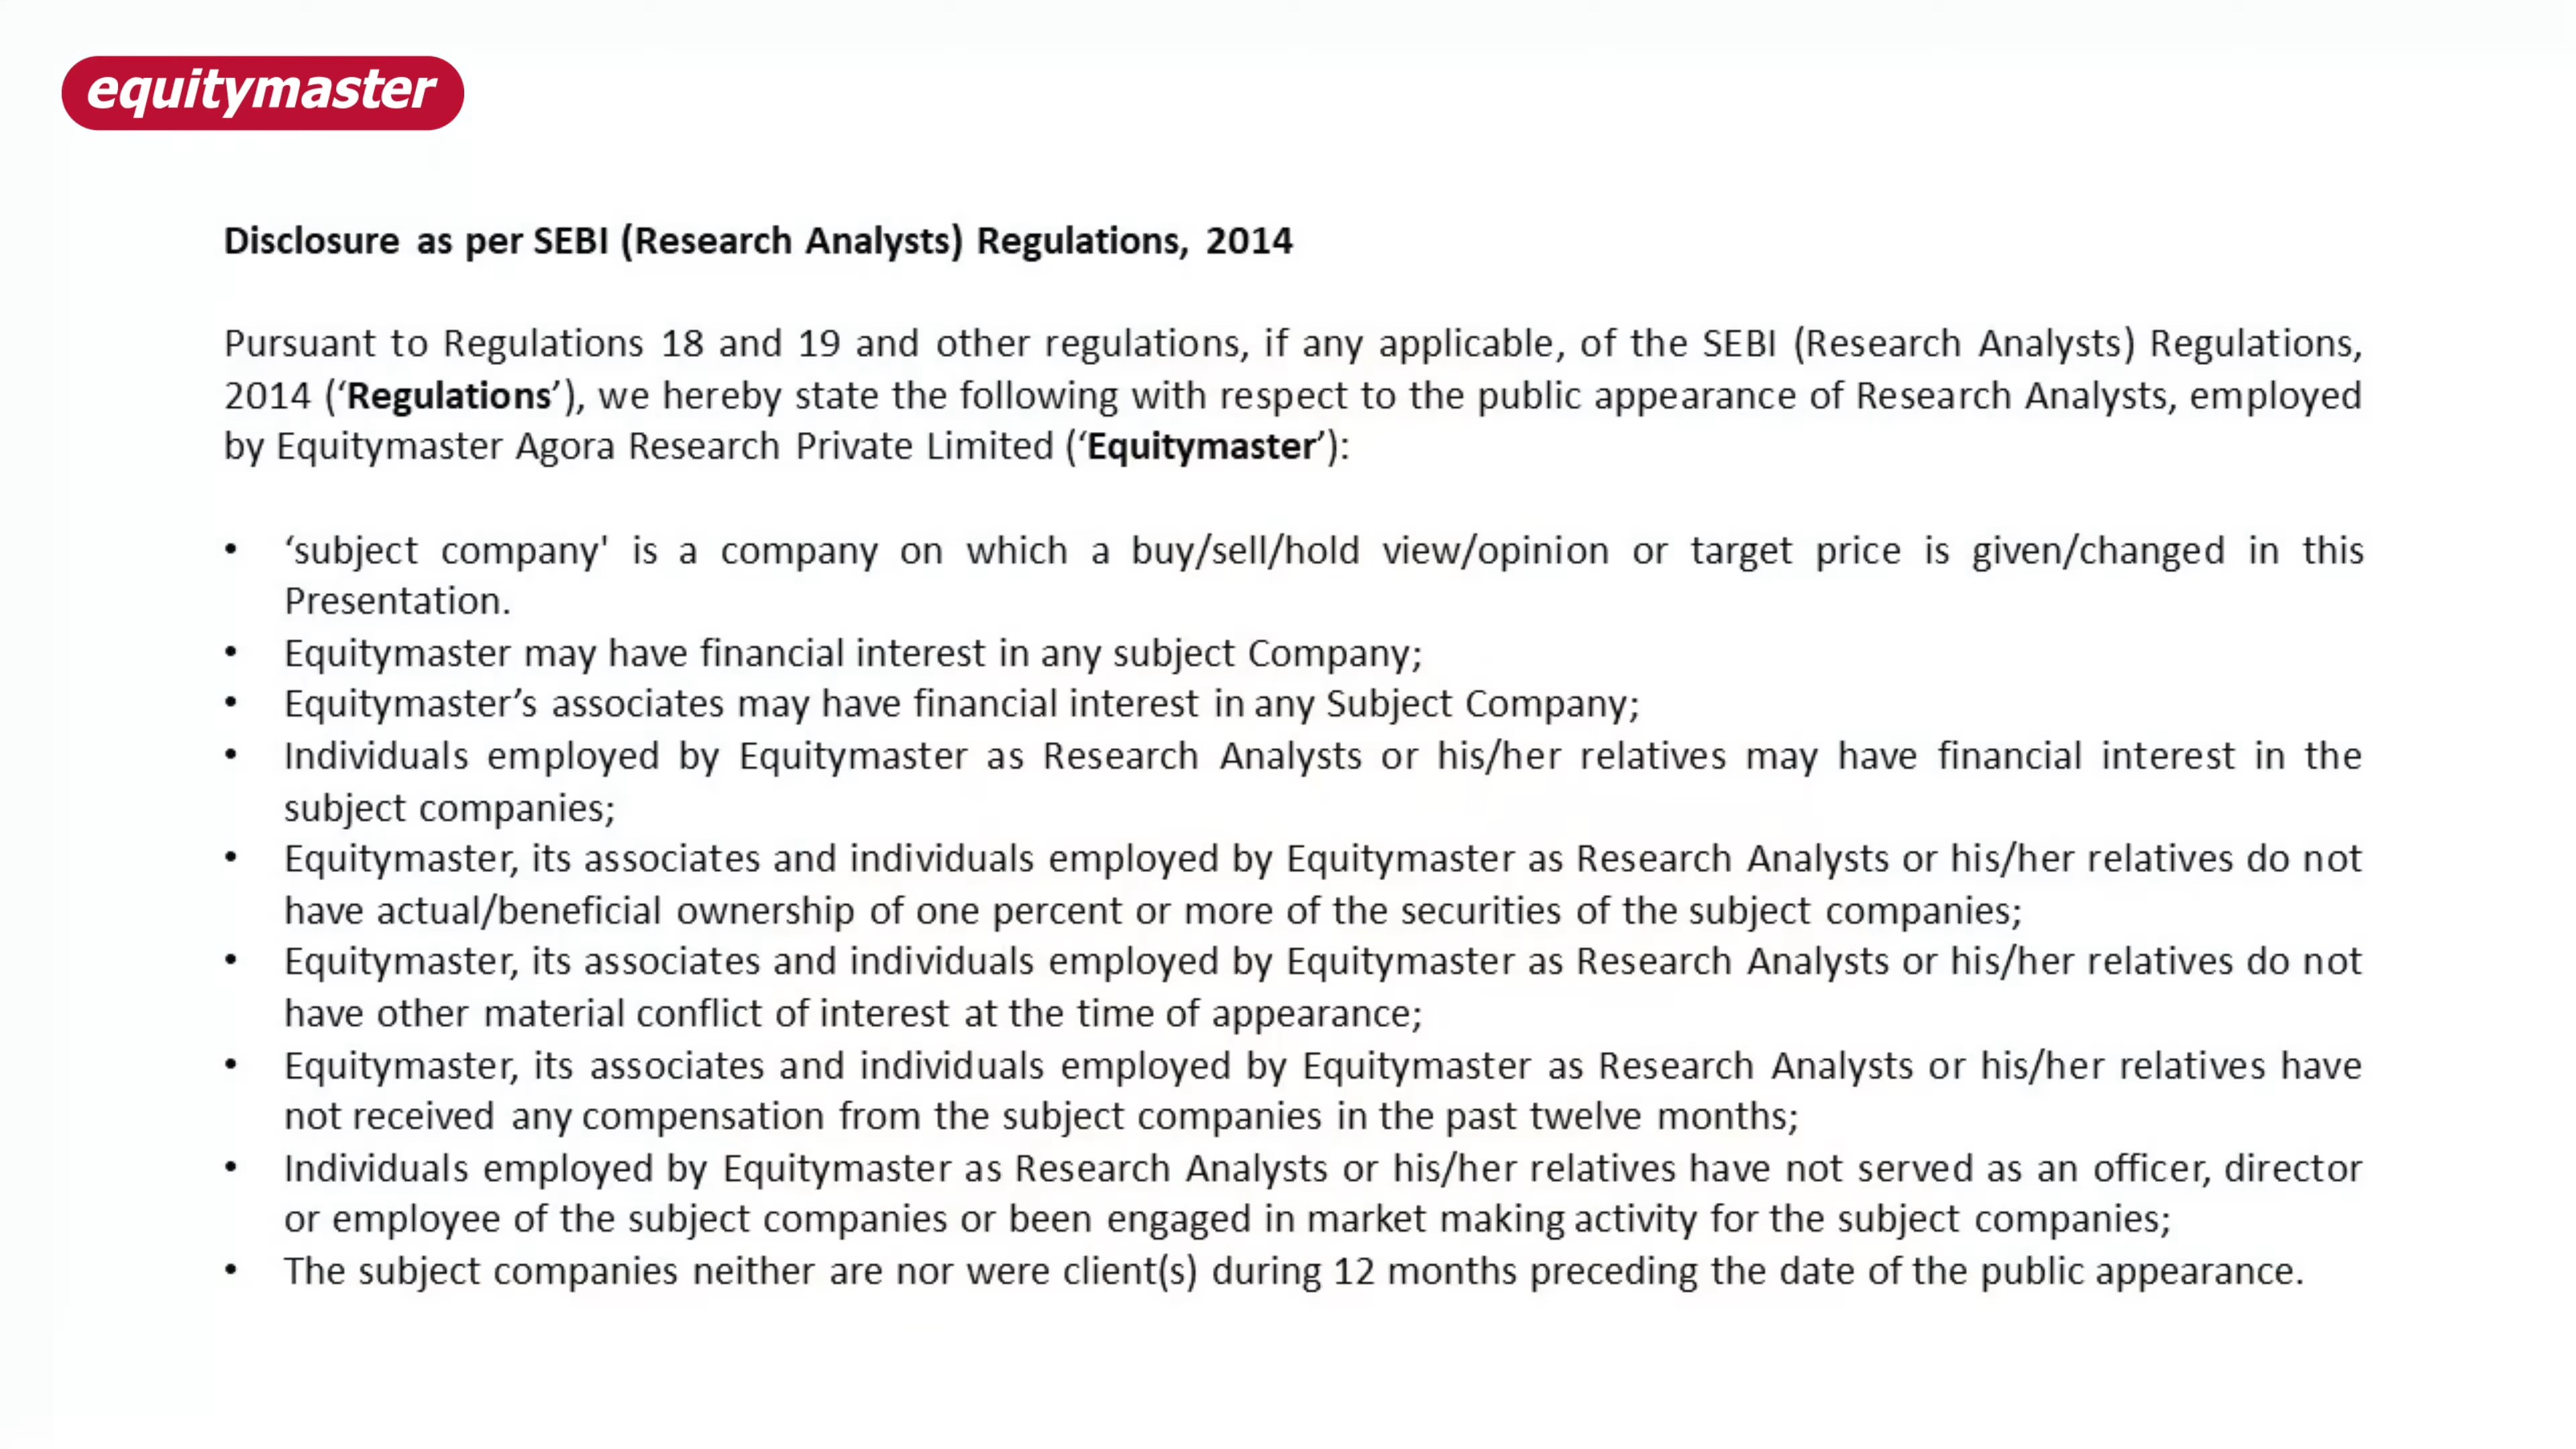 equitymaster
Disclosure as per SEBI (Research Analysts) Regulations, 2014
Pursuant to Regulations 18 and 19 and other regulations, if any applicable, of the SEBI (Research Analysts) Regulations,
2014 (‘Regulations’), we hereby state the following with respect to the public appearance of Research Analysts, employed
by Equitymaster Agora Research Private Limited (‘Equitymaster’):
• ‘subject company' is a company on which a buy/sell/hold view/opinion or target price is given/changed in this
Presentation.
• Equitymaster may have financial interest in any subject Company;
• Equitymaster’s associates may have financial interest in any Subject Company;
• Individuals employed by Equitymaster as Research Analysts or his/her relatives may have financial interest in the
subject companies;
• Equitymaster, its associates and individuals employed by Equitymaster as Research Analysts or his/her relatives do not
have actual/beneficial ownership of one percent or more of the securities of the subject companies;
• Equitymaster, its associates and individuals employed by Equitymaster as Research Analysts or his/her relatives do not
have other material conflict of interest at the time of appearance;
• Equitymaster, its associates and individuals employed by Equitymaster as Research Analysts or his/her relatives have
not received any compensation from the subject companies in the past twelve months;
• Individuals employed by Equitymaster as Research Analysts or his/her relatives have not served as an officer, director
or employee of the subject companies or been engaged in market making activity for the subject companies;
• The subject companies neither are nor were client(s) during 12 months preceding the date of the public appearance.